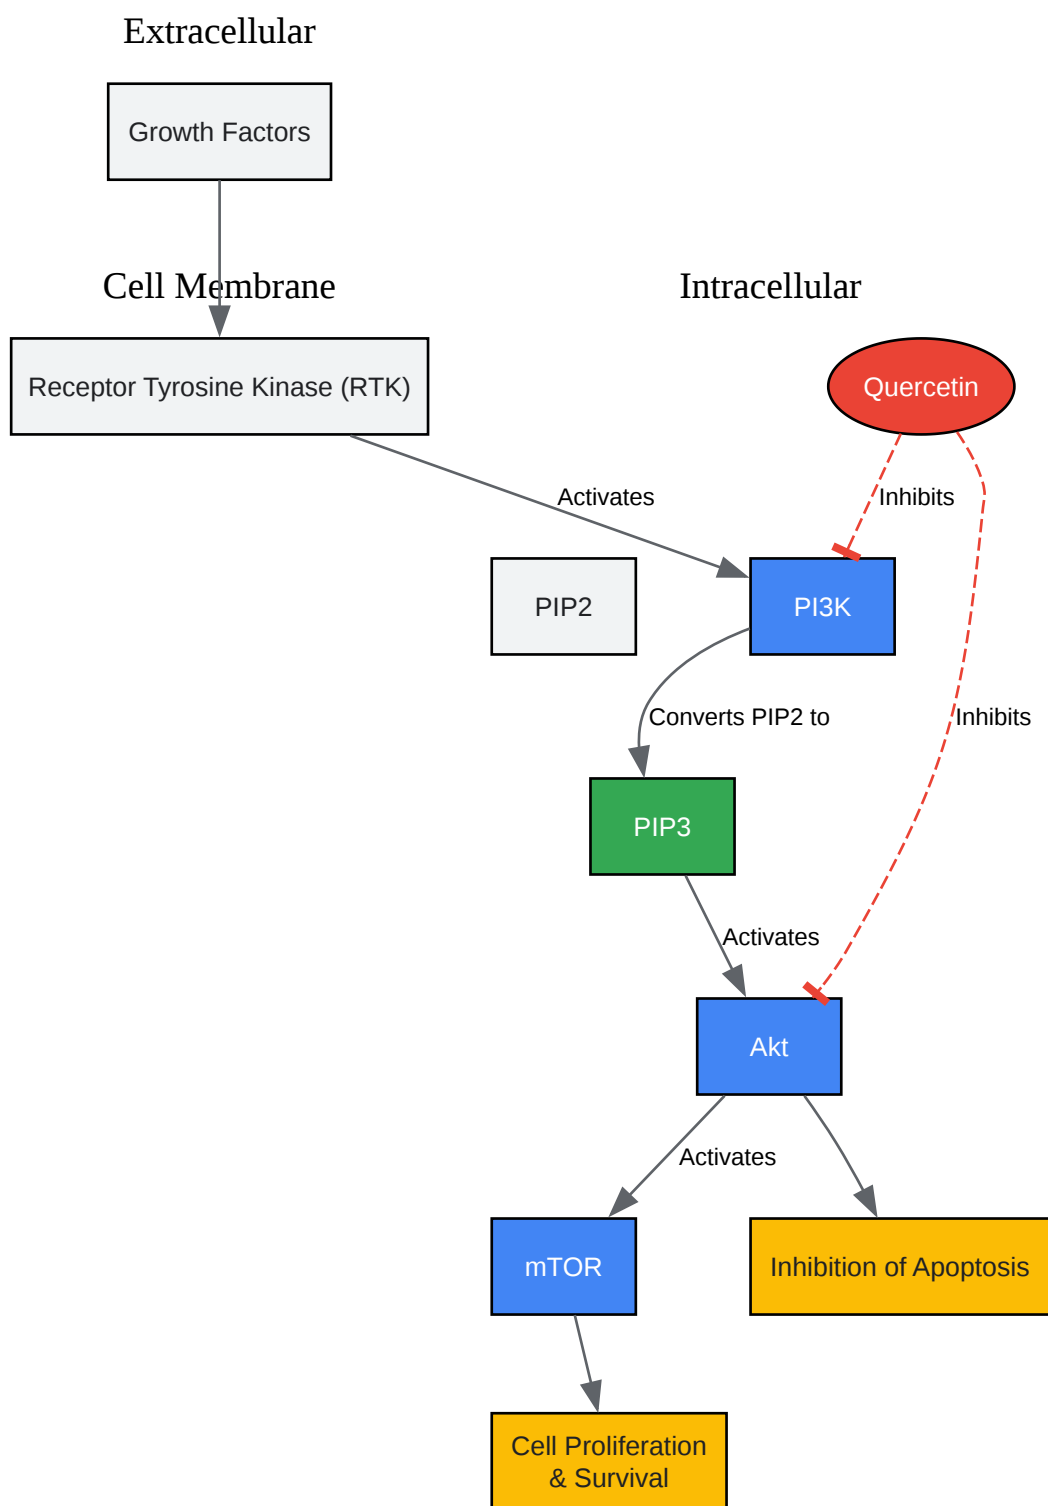 Extracellular
Growth Factors
Cell Membrane
Intracellular
Receptor Tyrosine Kinase (RTK)
Quercetin
Activates
Inhibits
PIP2
PI3K
Converts PIP2 to
Inhibits
PIP3
Activates
Akt
Activates
mTOR
Inhibition of Apoptosis
Cell Proliferation
& Survival